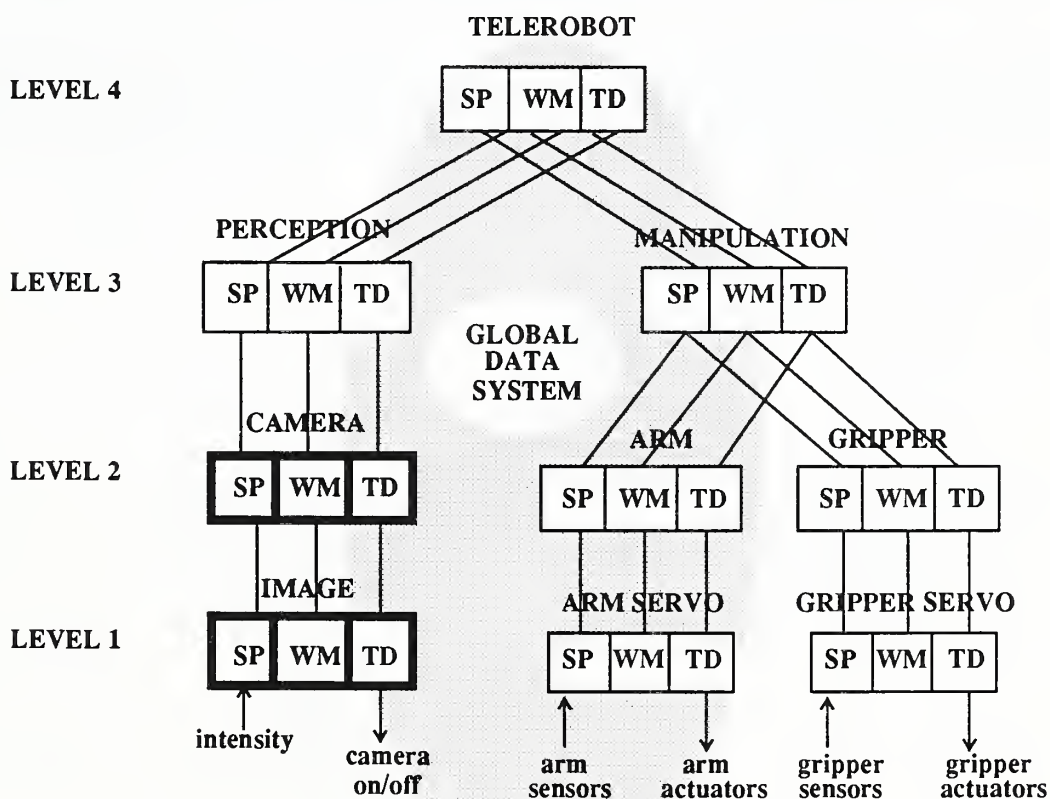 TELEROBOT
LEVEL 4
SP WM TD
PERCEPTION
MANIPULATION
LEVEL 3
SP WM TD
SP WM TD
GLOBAL
DATA
SYSTEM
CAMERA
ARM
GRIPPER
LEVEL 2
SP WM TD
SP WM TD
SP WM TD
IMAGE
ARM SERVO
GRIPPER SERVO
LEVEL 1
SP WM TD
SP WM TD
SP WM TD
intensity
camera
on/off
arm
sensors
arm
actuators
gripper
sensors
gripper
actuators